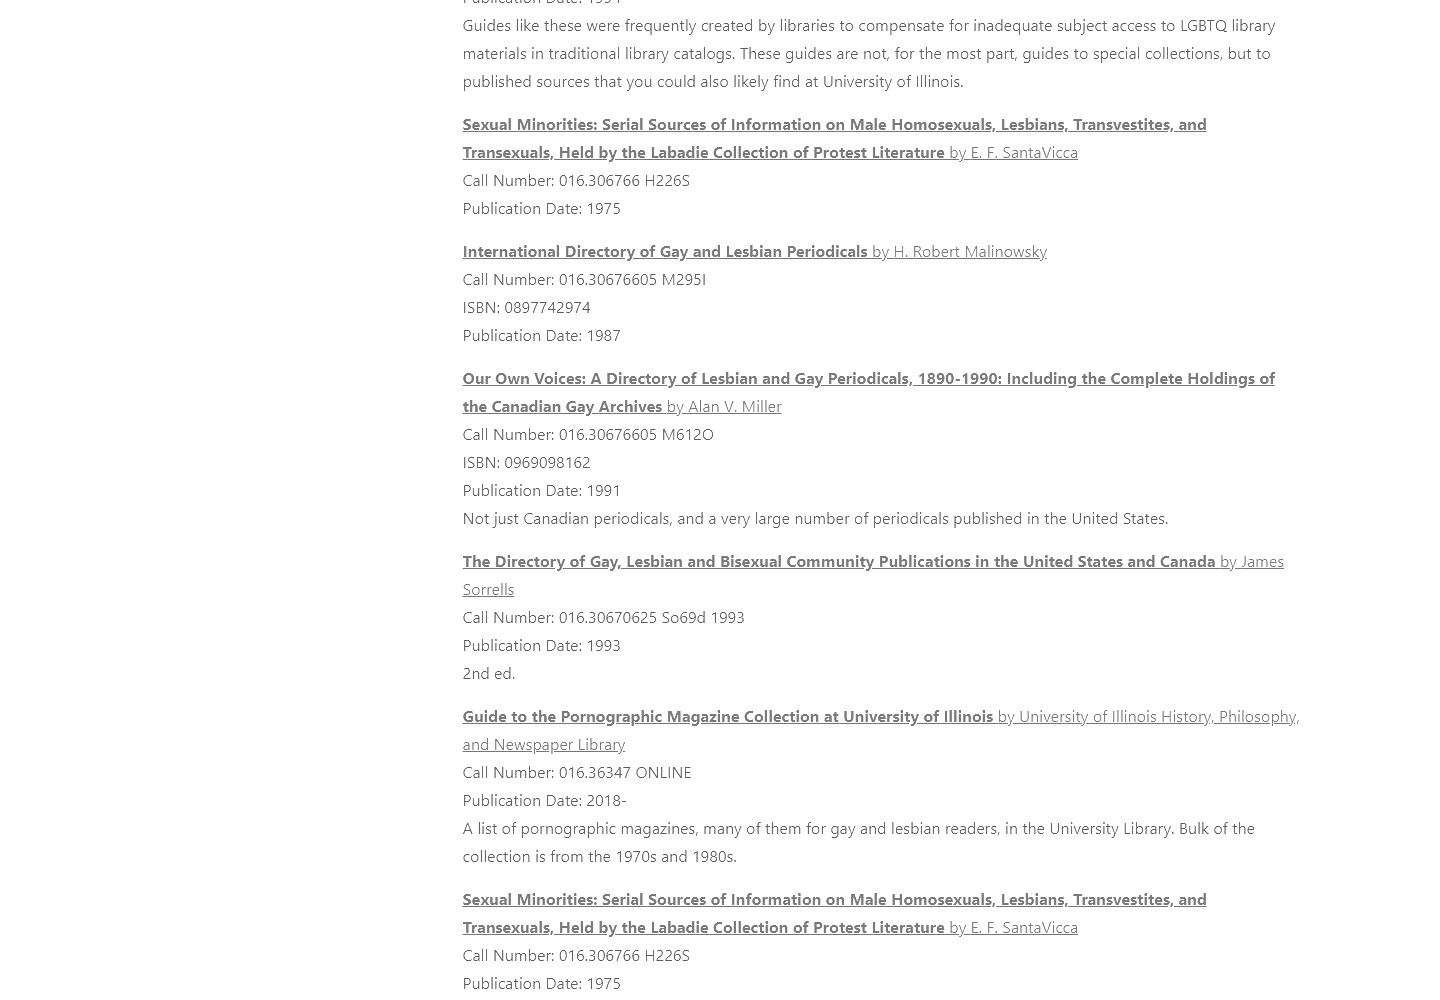 Publication Date: 1994
Guides like these were frequently created by libraries to compensate for inadequate subject access to LGBTQ library
materials in traditional library catalogs. These guides are not, for the most part, guides to special collections, but to
published sources that you could also likely find at University of Illinois.
Sexual Minorities: Serial Sources of Information on Male Homosexuals, Lesbians, Transvestites, and
Transexuals, Held by the Labadie Collection of Protest Literature by E. F. SantaVicca
Call Number: 016.306766 H226S
Publication Date: 1975
International Directory of Gay and Lesbian Periodicals by H. Robert Malinowsky
Call Number: 016.30676605 M295I
ISBN: 0897742974
Publication Date: 1987
Our Own Voices: A Directory of Lesbian and Gay Periodicals, 1890-1990: Including the Complete Holdings of
the Canadian Gay Archives by Alan V. Miller
Call Number: 016.30676605 M612O
ISBN: 0969098162
Publication Date: 1991
Not just Canadian periodicals, and a very large number of periodicals published in the United States.
The Directory of Gay, Lesbian and Bisexual Community Publications in the United States and Canada by James
Sorrells
Call Number: 016.30670625 So69d 1993
Publication Date: 1993
2nd ed.
Guide to the Pornographic Magazine Collection at University of Illinois by University of Illinois History, Philosophy,
and Newspaper Library
Call Number: 016.36347 ONLINE
Publication Date: 2018-
A list of pornographic magazines, many of them for gay and lesbian readers, in the University Library. Bulk of the
collection is from the 1970s and 1980s.
Sexual Minorities: Serial Sources of Information on Male Homosexuals, Lesbians, Transvestites, and
Transexuals, Held by the Labadie Collection of Protest Literature by E. F. SantaVicca
Call Number: 016.306766 H226S
Publication Date: 1975